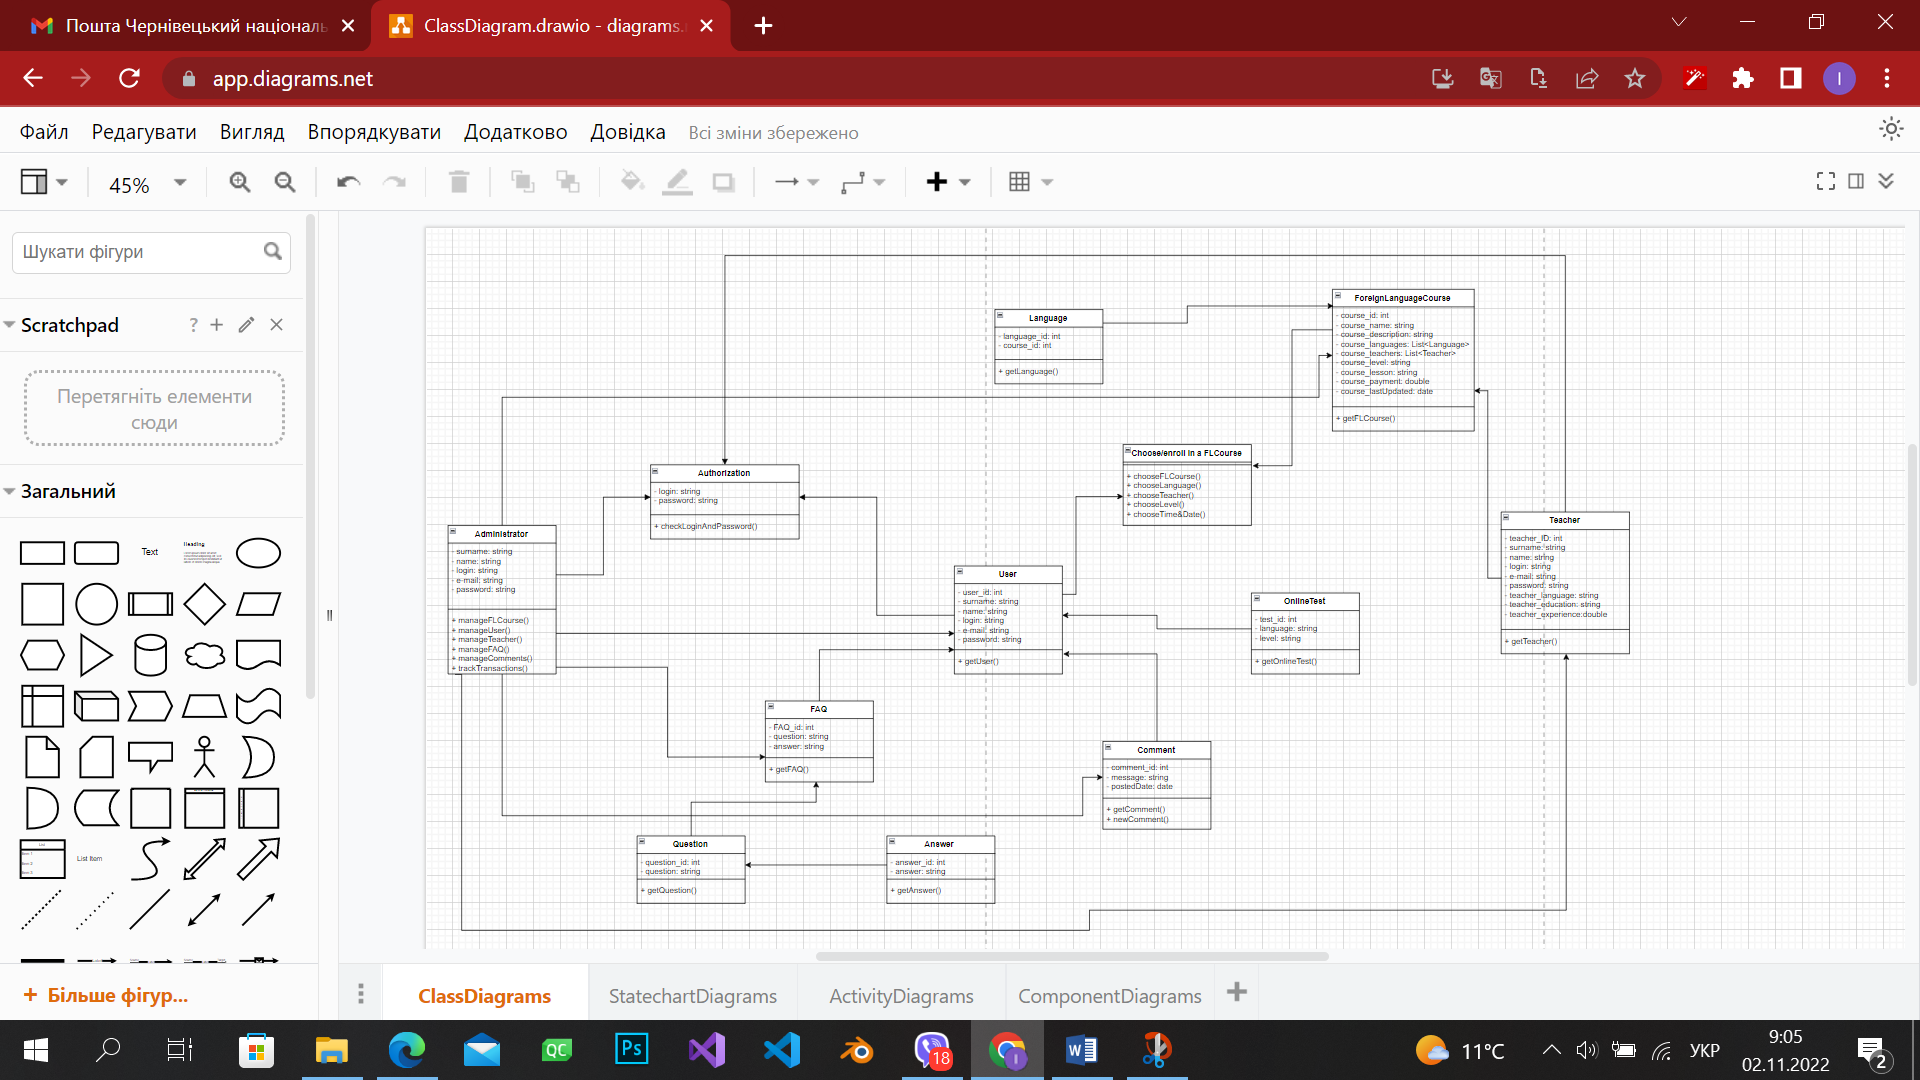 Пошта Чернівецький національ
ClassDiagram.drawio - diagrams.
app.diagrams.net
I
Файл Редагувати Вигляд Впорядкувати Додатково Довідка Всі зміни збережено
45%
Шукати фігури
Scratchpad
?
Перетягніть елементи
сюди
Загальний
Text
Heading
List
List Item
+ Більше фігур...
Language
- language_id: int
- course_id: int
+ getLanguage()
ForeignLanguageCourse
- course_id: int
- course_name: string
- course_description: string
- course_languages: List<Language>
- course_teachers: List<Teacher>
- course_level: string
- course_lesson: string
- course_payment: double
- course_lastUpdated: date
+ getFLCourse()
Authorization
- login: string
- password: string
+ checkLoginAndPassword()
Choose/enroll in a FLCourse
+ chooseFLCourse()
+ chooseLanguage()
+ chooseTeacher()
+ chooseLevel()
+ chooseTime&Date()
Administrator
- surname: string
- name: string
- login: string
- e-mail: string
- password: string
+ manageFLCourse()
+ manageUser()
+ manageTeacher()
+ manageFAQ()
+ manageComments()
+ trackTransactions()
Teacher
- teacher_ID: int
- surname: string
- name: string
- login: string
- e-mail: string
- password: string
- teacher_language: string
- teacher_education: string
- teacher_experience:double
+ getTeacher()
User
- user_id: int
- surname: string
- name: string
- login: string
- e-mail: string
- password: string
+ getUser()
OnlineTest
- test_id: int
- language: string
- level: string
+ getOnlineTest()
FAQ
- FAQ_id: int
- question: string
- answer: string
+ getFAQ()
Comment
- comment_id: int
- message: string
- postedDate: date
+ getComment()
+ newComment()
Question
- question_id: int
- question: string
+ getQuestion()
Answer
- answer_id: int
- answer: string
+ getAnswer()
ClassDiagrams StatechartDiagrams ActivityDiagrams ComponentDiagrams
QC
Ps
18
I
11°C
УКР
9:05
02.11.2022
2